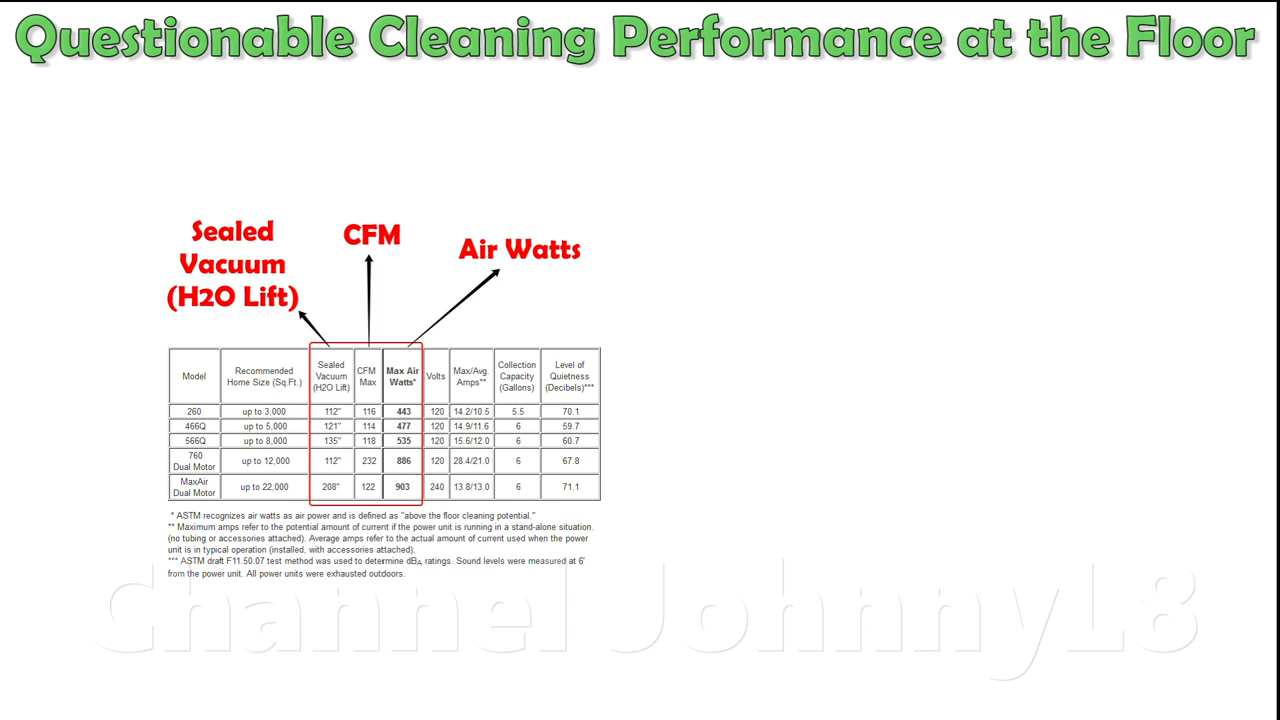 Questionable Cleaning Performance at the Floor
Sealed
Vacuum
(H2O Lift)
CFM
Air Watts
Model Recommended Home Size (Sq.Ft.) Sealed Vacuum (H2O Lift) CFM Max Max Air Watts* Volts Max/Avg. Amps** Collection Capacity (Gallons) Level of Quietness (Decibels)***
260 up to 3,000 112" 116 443 120 14.2/10.5 5.5 70.1
466Q up to 5,000 121" 114 477 120 14.9/11.6 6 59.7
566Q up to 8,000 135" 118 535 120 15.6/12.0 6 60.7
760 Dual Motor up to 12,000 112" 232 886 120 28.4/21.0 6 67.8
MaxAir Dual Motor up to 22,000 208" 122 903 240 13.8/13.0 6 71.1
* ASTM recognizes air watts as air power and is defined as "above the floor cleaning potential."
** Maximum amps refer to the potential amount of current if the power unit is running in a stand-alone situation.
(no tubing or accessories attached). Average amps refer to the actual amount of current used when the power
unit is in typical operation (installed, with accessories attached).
*** ASTM draft F11.50.07 test method was used to determine dBA ratings. Sound levels were measured at 6'
from the power unit. All power units were exhausted outdoors.
Channel Johnny18